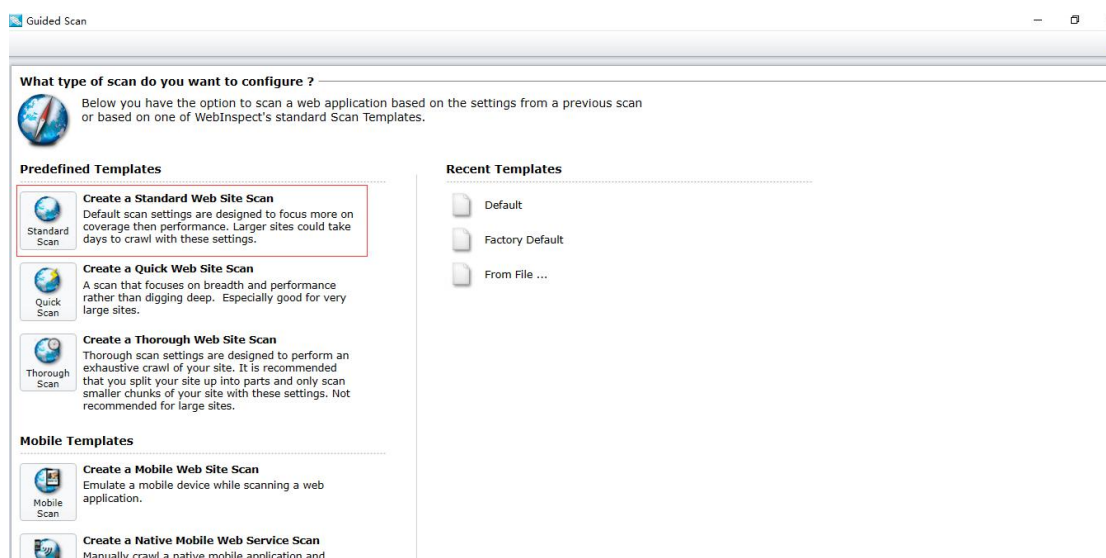 Guided Scan
What type of scan do you want to configure ?
Below you have the option to scan a web application based on the settings from a previous scan
or based on one of WebInspect's standard Scan Templates.
Predefined Templates
Standard
Scan
Create a Standard Web Site Scan
Default scan settings are designed to focus more on
coverage then performance. Larger sites could take
days to crawl with these settings.
Quick
Scan
Create a Quick Web Site Scan
A scan that focuses on breadth and performance
rather than digging deep.  Especially good for very
large sites.
Thorough
Scan
Create a Thorough Web Site Scan
Thorough scan settings are designed to perform an
exhaustive crawl of your site. It is recommended
that you split your site up into parts and only scan
smaller chunks of your site with these settings. Not
recommended for large sites.
Mobile Templates
Mobile
Scan
Create a Mobile Web Site Scan
Emulate a mobile device while scanning a web
application.
Create a Native Mobile Web Service Scan
Manually crawl a native mobile application and
Recent Templates
Default
Factory Default
From File ...